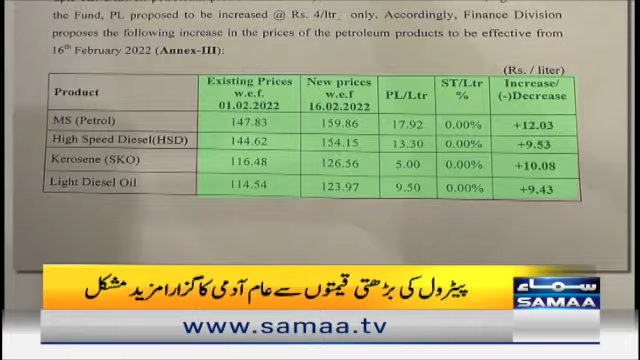 the Fund, PL proposed to be increased @ Rs. 4/ltr, only. Accordingly, Finance Division
proposes the following increase in the prices of the petroleum products to be effective from
16th February 2022 (Annex-III):
(Rs. / liter)
Product Existing Prices w.e.f. 01.02.2022 New prices w.e.f 16.02.2022 PL/Ltr ST/Ltr % Increase/ (-)Decrease
MS (Petrol) 147.83 159.86 17.92 0.00% +12.03
High Speed Diesel(HSD) 144.62 154.15 13.30 0.00% +9.53
Kerosene (SKO) 116.48 126.56 5.00 0.00% +10.08
Light Diesel Oil 114.54 123.97 9.50 0.00% +9.43
پیٹرول کی بڑھتی قیمتوں سے عام آدمی کا گزارا مزید مشکل
سماء
SAMAA
www.samaa.tv